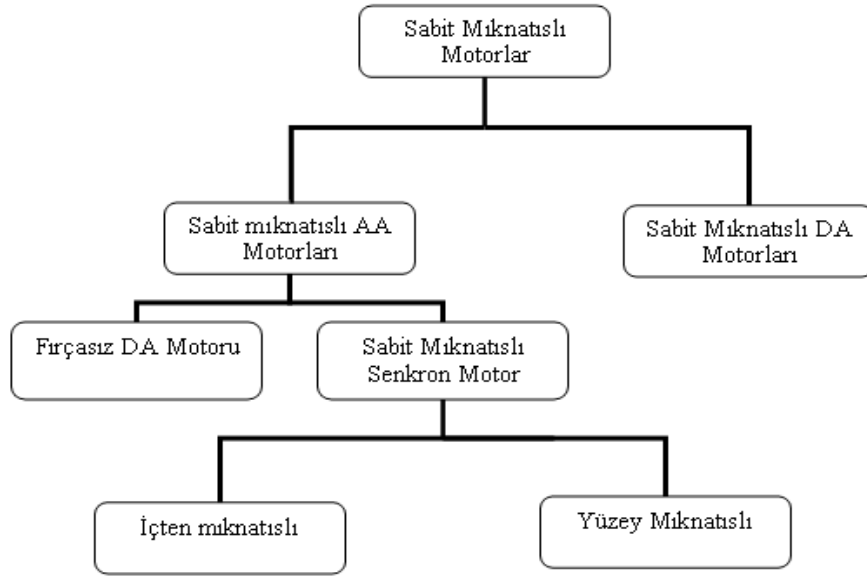 Sabit Mıknatıslı
Motorlar
Sabit mıknatıslı AA
Motorları
Sabit Mıknatıslı DA
Motorları
Fırçasız DA Motoru
Sabit Mıknatıslı
Senkron Motor
İçten mıknatıslı
Yüzey Mıknatıslı